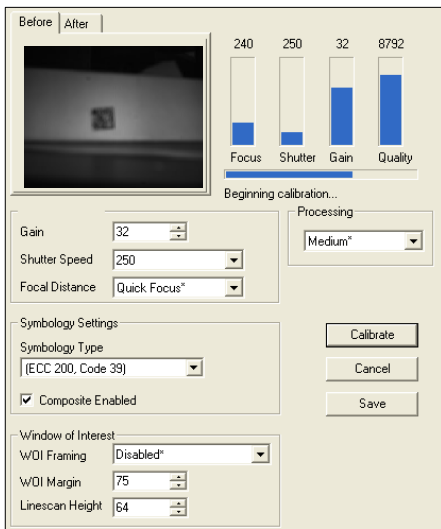 Before After
240 250 32 8792
Focus Shutter Gain Quality
Beginning calibration...
Processing
Medium*
Gain 32
Shutter Speed 250
Focal Distance Quick Focus*
Symbology Settings
Symbology Type
(ECC 200, Code 39)
Composite Enabled
Calibrate
Cancel
Save
Window of Interest
WOI Framing Disabled*
WOI Margin 75
Linescan Height 64